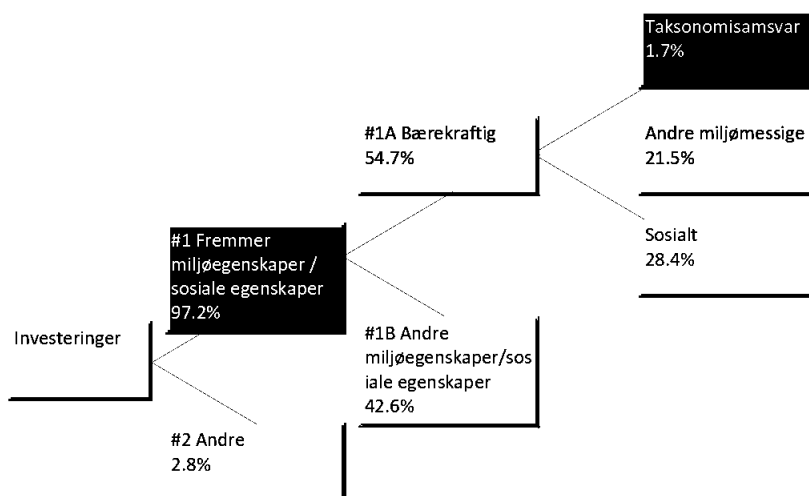 Taksonomisamsvar
1.7%
#1A Bærekraftig
54.7%
Andre miljømessige
21.5%
#1 Fremmer
miljøegenskaper /
sosiale egenskaper
97.2%
Sosialt
28.4%
Investeringer
#1B Andre
miljøegenskaper/sos
iale egenskaper
42.6%
#2 Andre
2.8%